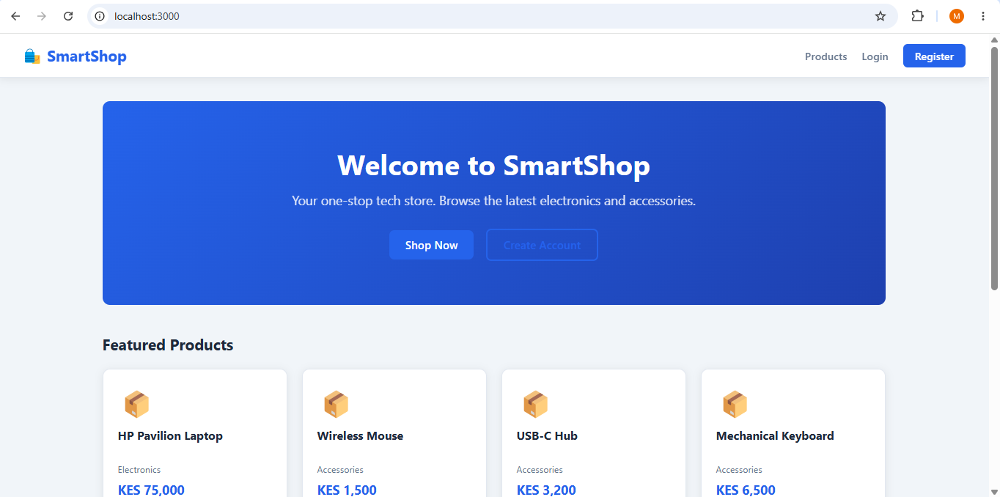 localhost:3000
M
SmartShop
Products Login Register
Welcome to SmartShop
Your one-stop tech store. Browse the latest electronics and accessories.
Shop Now Create Account
Featured Products
HP Pavilion Laptop Wireless Mouse USB-C Hub Mechanical Keyboard
Electronics Accessories Accessories Accessories
KES 75,000 KES 1,500 KES 3,200 KES 6,500